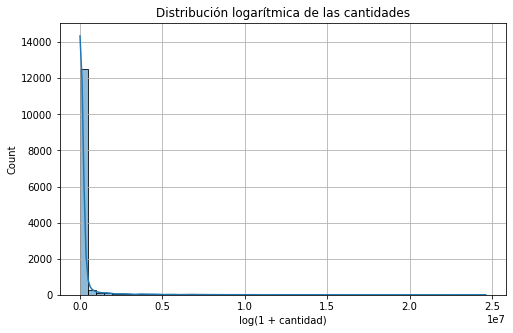 Distribución logarítmica de las cantidades
Count
14000
12000
10000
8000
6000
4000
2000
0
0.0 0.5 1.0 1.5 2.0 2.5
1e7
log(1 + cantidad)